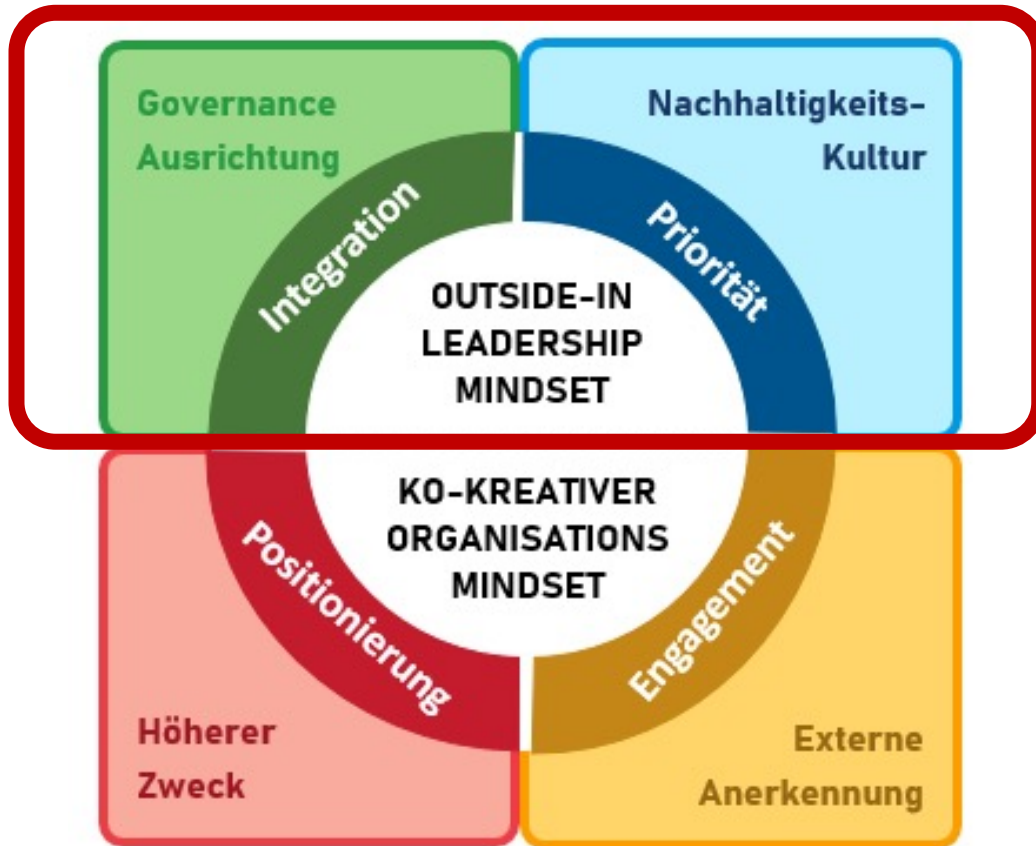 Governance
Ausrichtung
Nachhaltigkeits-
Kultur
Integration
Priorität
OUTSIDE-IN
LEADERSHIP
MINDSET
KO-KREATIVER
ORGANISATIONS
MINDSET
Positionierung
Engagement
Höherer
Zweck
Externe
Anerkennung